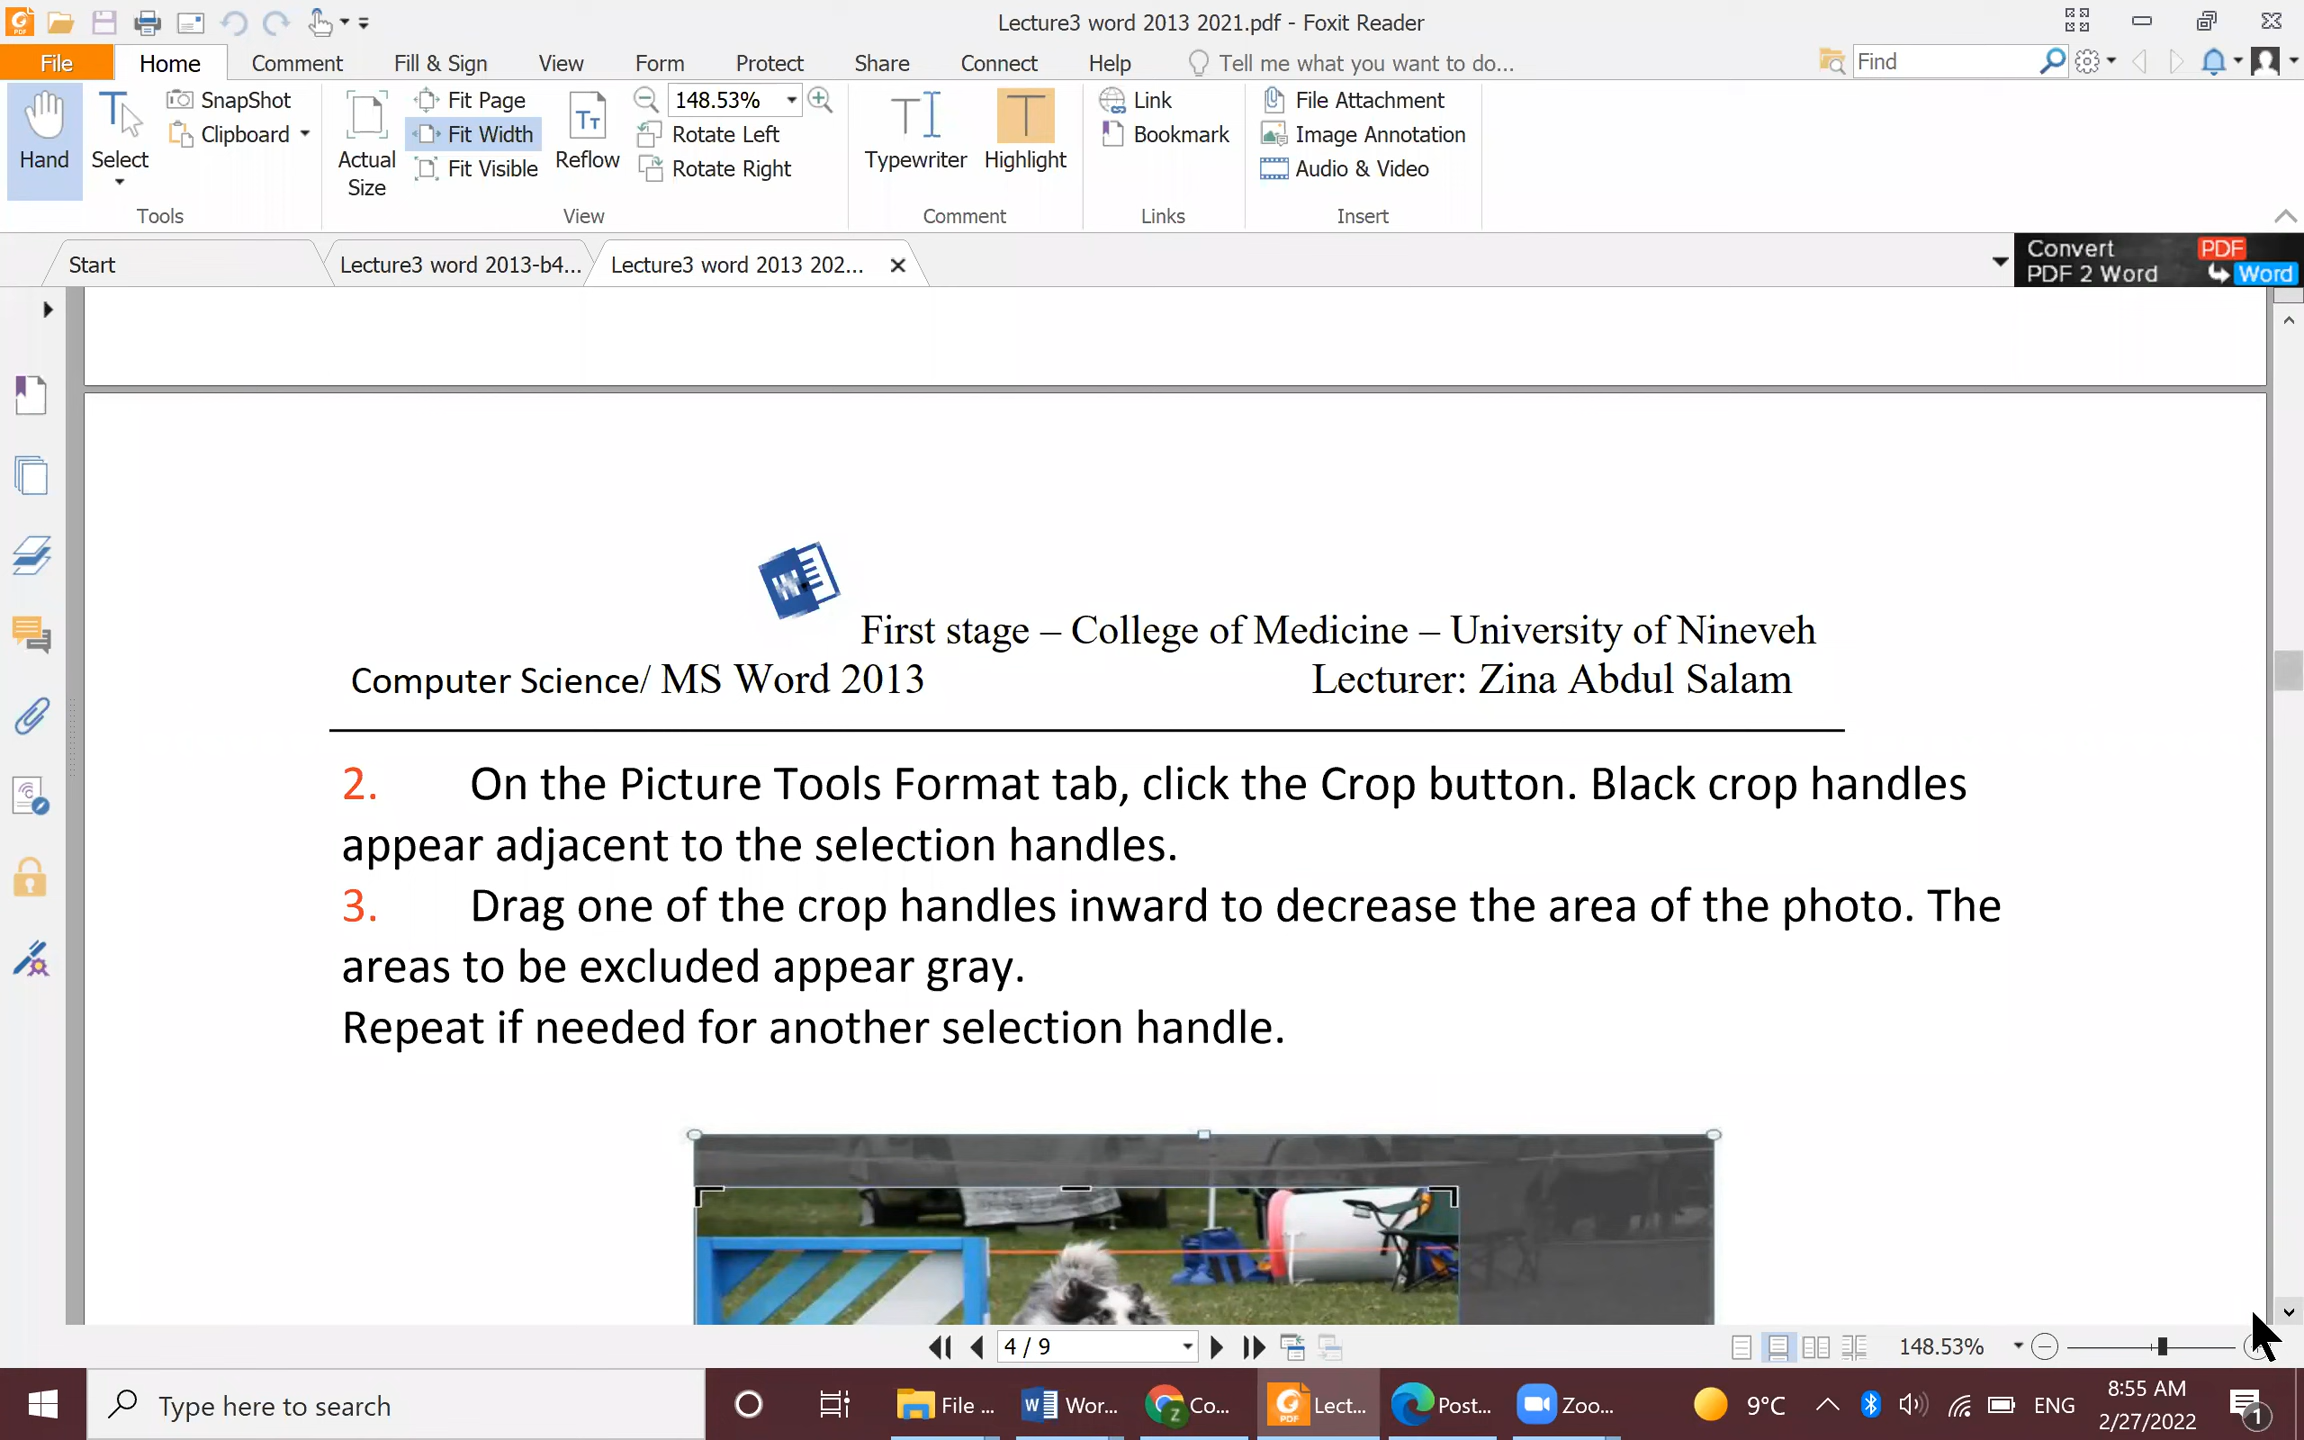 Lecture3 word 2013 2021.pdf - Foxit Reader
File Home Comment Fill & Sign View Form Protect Share Connect Help Tell me what you want to do... Find
Hand Select SnapShot Clipboard
Tools
Actual Size Fit Page Fit Width Fit Visible Reflow 148.53% Rotate Left Rotate Right
View
Typewriter Highlight
Comment
Link Bookmark
Links
File Attachment Image Annotation Audio & Video
Insert
Start Lecture3 word 2013-b4... Lecture3 word 2013 202...
Convert PDF
PDF 2 Word Word
First stage – College of Medicine – University of Nineveh
Computer Science/ MS Word 2013 Lecturer: Zina Abdul Salam
2. On the Picture Tools Format tab, click the Crop button. Black crop handles
appear adjacent to the selection handles.
3. Drag one of the crop handles inward to decrease the area of the photo. The
areas to be excluded appear gray.
Repeat if needed for another selection handle.
4 / 9 148.53%
Type here to search File ... Wor... Co... Lect... Post... Zoo... 9°C ENG 8:55 AM
2/27/2022 1